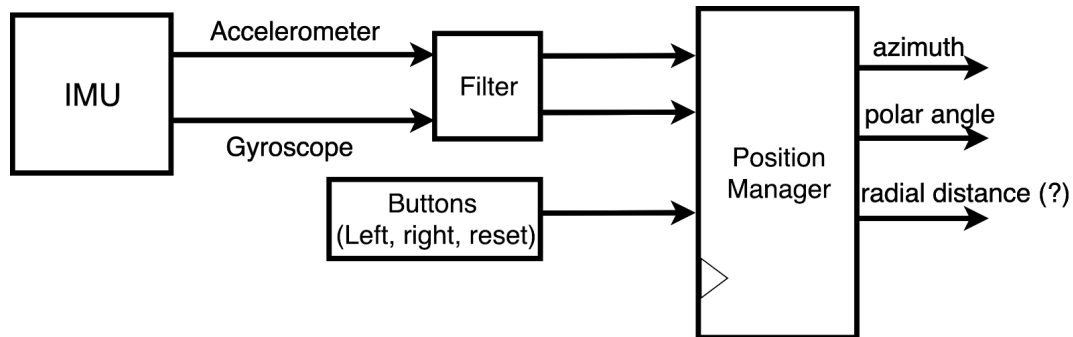 IMU
Accelerometer
Gyroscope
Filter
Buttons
(Left, right, reset)
Position
Manager
azimuth
polar angle
radial distance (?)